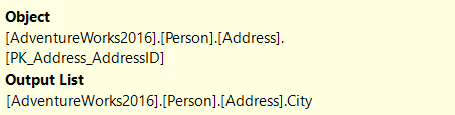 Object
[AdventureWorks2016].[Person].[Address].
[PK_Address_AddressID]
Output List
[AdventureWorks2016].[Person].[Address].City